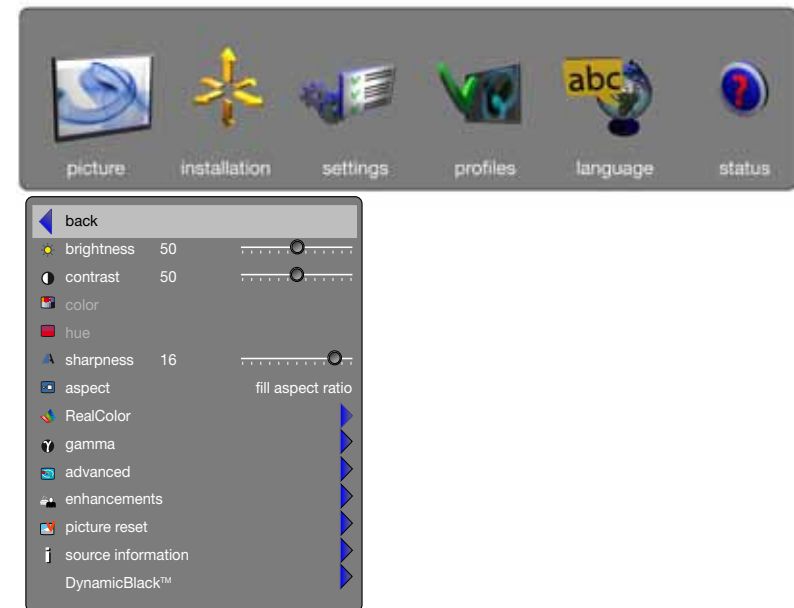 abc
picture installation settings profiles language status
back
brightness 50
contrast 50
color
hue
sharpness 16
aspect fill aspect ratio
RealColor
gamma
advanced
enhancements
picture reset
source information
DynamicBlack™